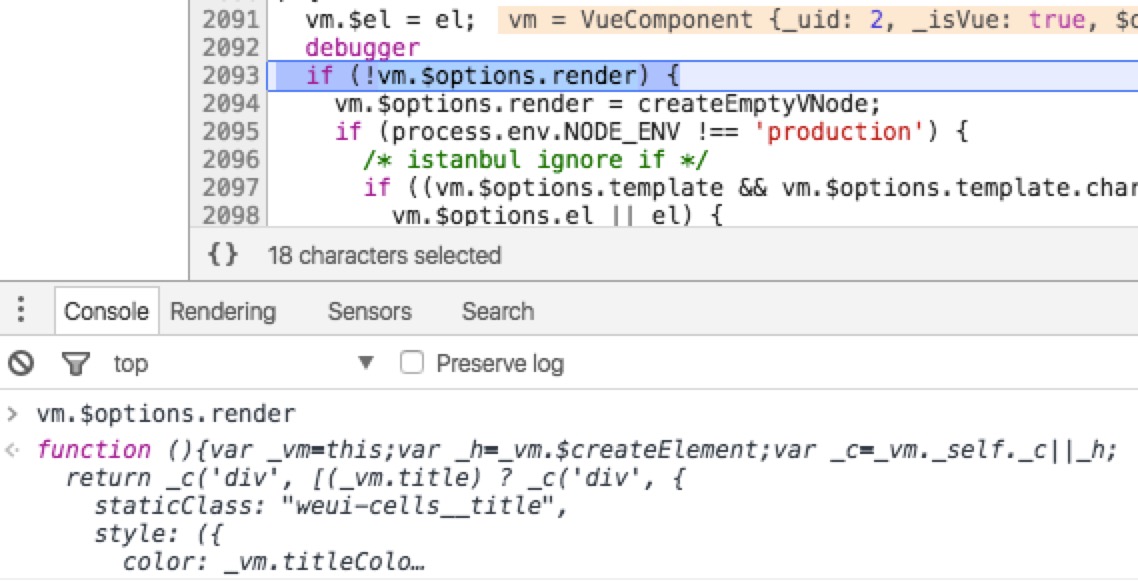 2091 vm.$el = el; vm = VueComponent {_uid: 2, _isVue: true, $
2092 debugger
2093 if (!vm.$options.render) {
2094 vm.$options.render = createEmptyVNode;
2095 if (process.env.NODE_ENV !== 'production') {
2096 /* istanbul ignore if */
2097 if ((vm.$options.template && vm.$options.template.char
2098 vm.$options.el || el) {
{} 18 characters selected
Console Rendering Sensors Search
top ▼ Preserve log
> vm.$options.render
function (){var _vm=this;var _h=_vm.$createElement;var _c=_vm._self._c||_h;
return _c('div', [(_vm.title) ? _c('div', {
staticClass: "weui-cells__title",
style: ({
color: _vm.titleColo…